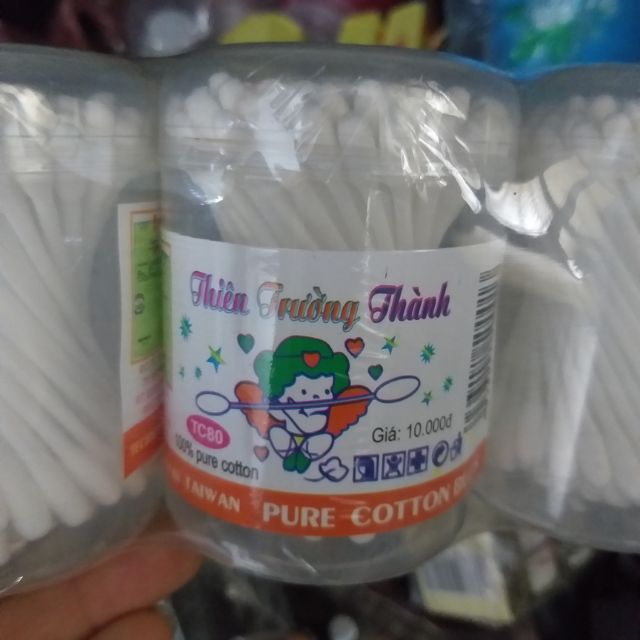 Thiên Trường Thành
TC80
100% pure cotton
Giá: 10.000đ
TAIWAN PURE COTTON